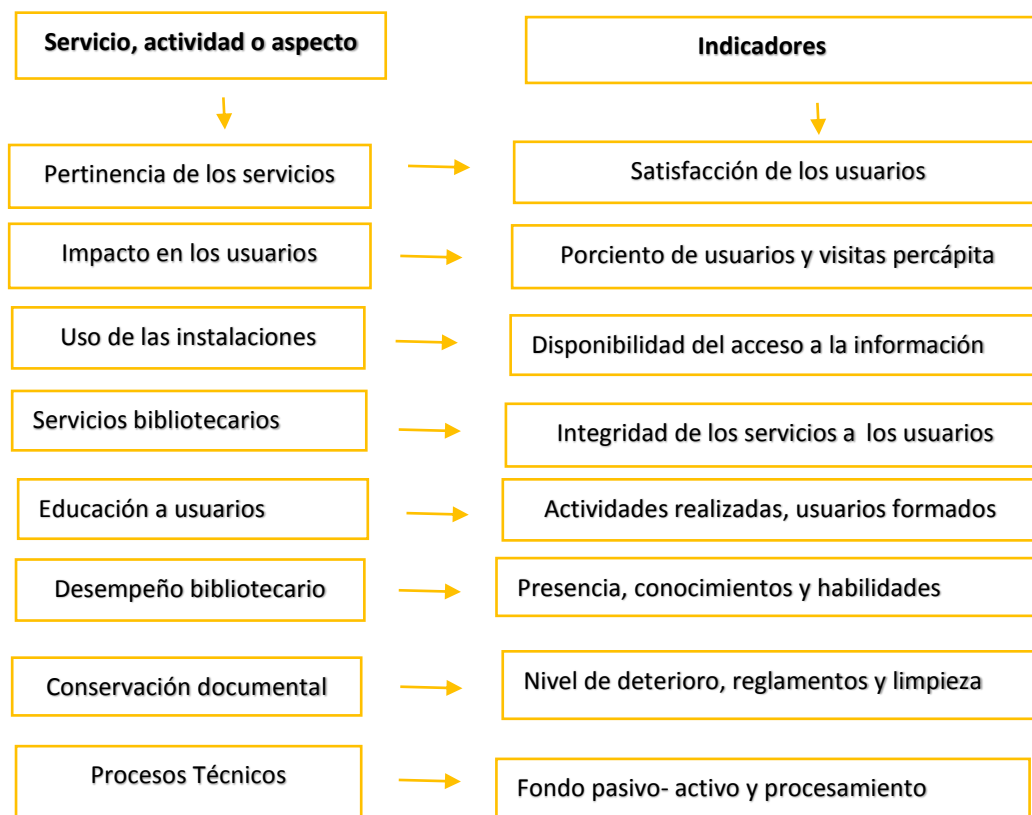 Servicio, actividad o aspecto
Indicadores
Pertinencia de los servicios
Satisfacción de los usuarios
Impacto en los usuarios
Porciento de usuarios y visitas percápita
Uso de las instalaciones
Disponibilidad del acceso a la información
Servicios bibliotecarios
Integridad de los servicios a los usuarios
Educación a usuarios
Actividades realizadas, usuarios formados
Desempeño bibliotecario
Presencia, conocimientos y habilidades
Conservación documental
Nivel de deterioro, reglamentos y limpieza
Procesos Técnicos
Fondo pasivo- activo y procesamiento